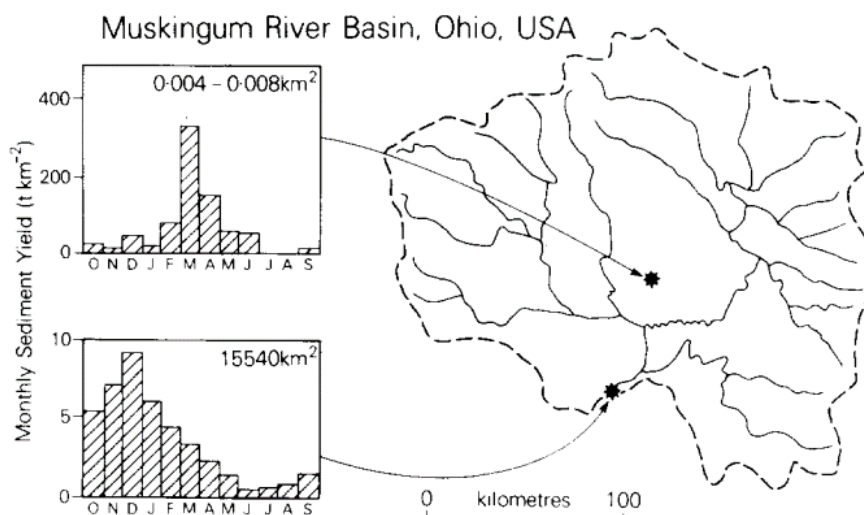 Muskingum River Basin, Ohio, USA
Monthly Sediment Yield (t km⁻²)
0·004 – 0·008km²
400
200
0
O N D J F M A M J J A S
15540km²
10
5
0
O N D J F M A M J J A S
0 kilometres 100